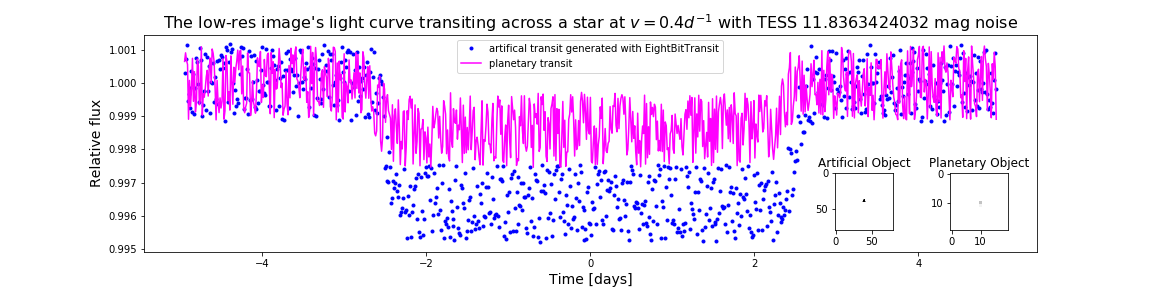 The low-res image's light curve transiting across a star at v = 0.4d⁻¹ with TESS 11.8363424032 mag noise
artifical transit generated with EightBitTransit
planetary transit
Relative flux
1.001
1.000
0.999
0.998
0.997
0.996
0.995
Artificial Object
0
50
0 50
Planetary Object
0
10
0 10
−4 −2 0 2 4
Time [days]